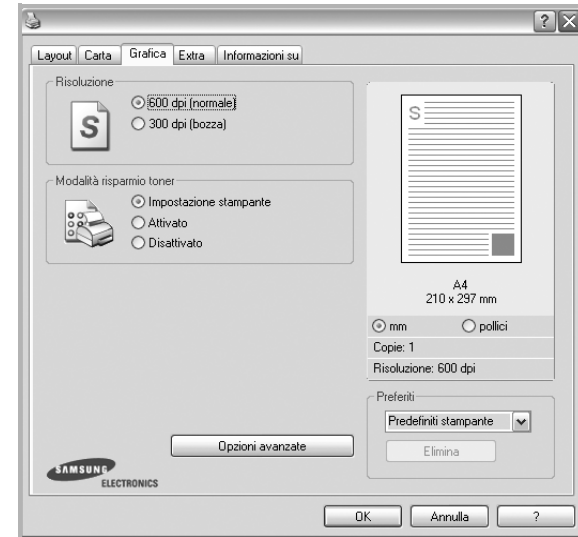 ?
Layout Carta Grafica Extra Informazioni su
Risoluzione
S
600 dpi (normale)
300 dpi (bozza)
Modalità risparmio toner
Impostazione stampante
Attivato
Disattivato
Opzioni avanzate
SAMSUNG
ELECTRONICS
S
A4
210 x 297 mm
mm pollici
Copie: 1
Risoluzione: 600 dpi
Preferiti
Predefiniti stampante
Elimina
OK Annulla ?